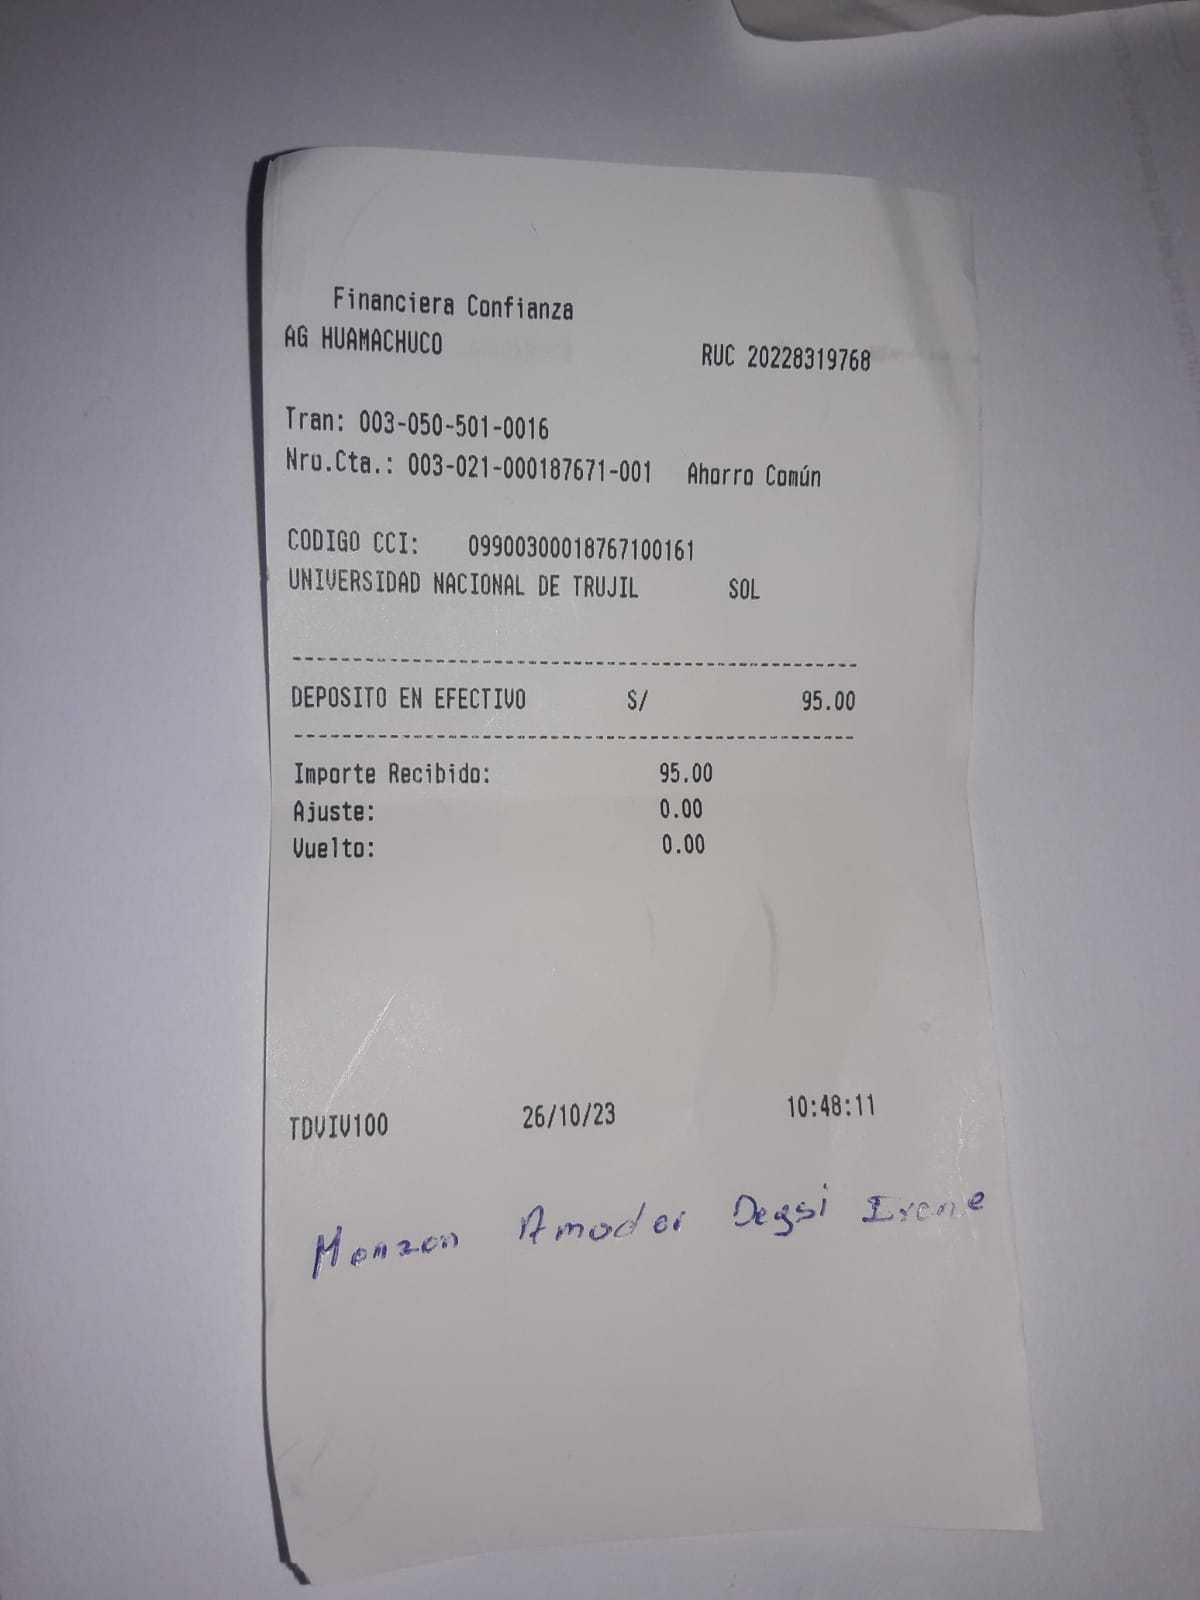 Financiera Confianza
AG HUAMACHUCO RUC 20228319768
Tran: 003-050-501-0016
Nro.Cta.: 003-021-000187671-001 Ahorro Común
CODIGO CCI: 09900300018767100161
UNIVERSIDAD NACIONAL DE TRUJIL SOL
-----------------------------------------------
DEPOSITO EN EFECTIVO S/ 95.00
-----------------------------------------------
Importe Recibido: 95.00
Ajuste: 0.00
Vuelto: 0.00
TDVIV100 26/10/23 10:48:11
Monzon Amador Degsi Irene